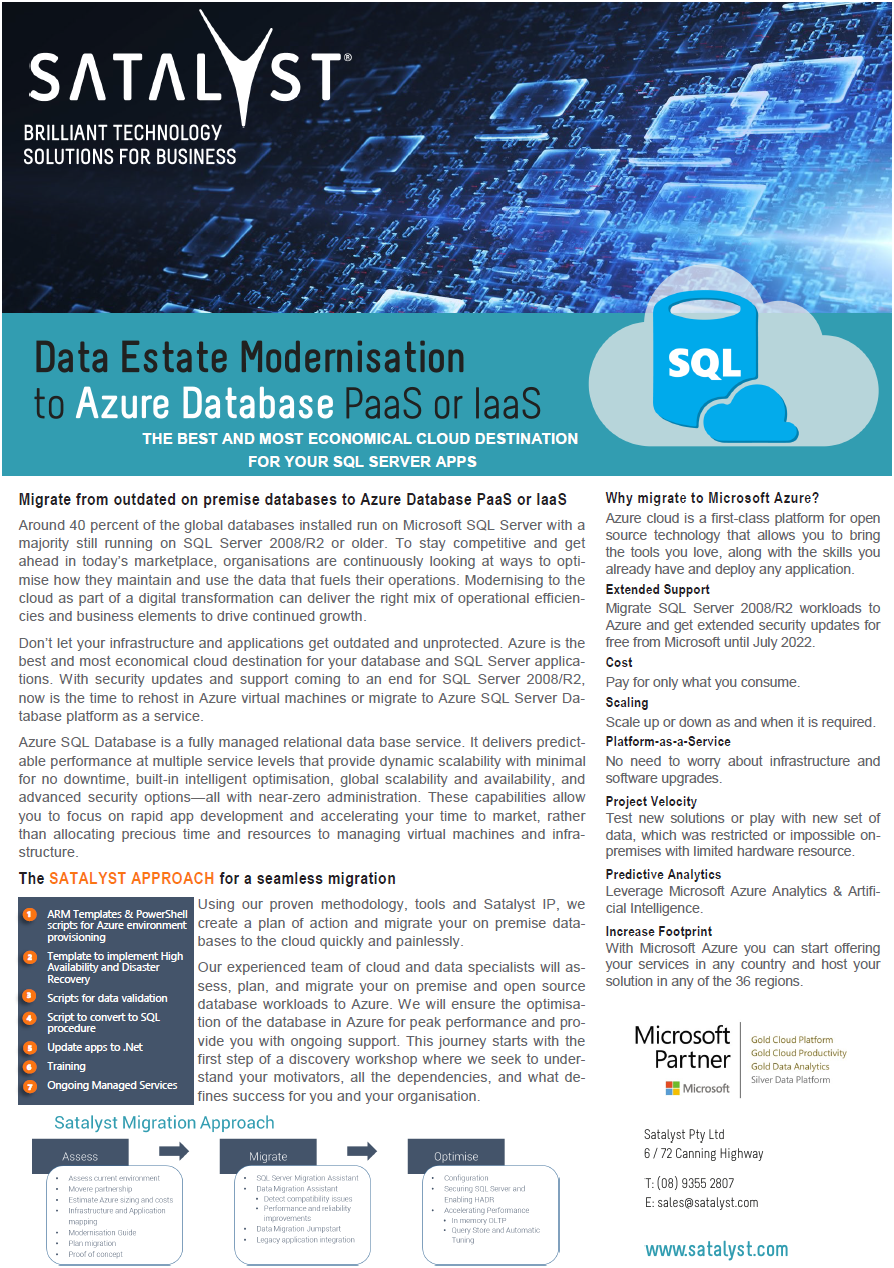 SATALYST®
BRILLIANT TECHNOLOGY
SOLUTIONS FOR BUSINESS
SQL
Data Estate Modernisation
to Azure Database PaaS or IaaS
THE BEST AND MOST ECONOMICAL CLOUD DESTINATION
FOR YOUR SQL SERVER APPS
Migrate from outdated on premise databases to Azure Database PaaS or IaaS
Around 40 percent of the global databases installed run on Microsoft SQL Server with a
majority still running on SQL Server 2008/R2 or older. To stay competitive and get
ahead in today’s marketplace, organisations are continuously looking at ways to opti-
mise how they maintain and use the data that fuels their operations. Modernising to the
cloud as part of a digital transformation can deliver the right mix of operational efficien-
cies and business elements to drive continued growth.
Don’t let your infrastructure and applications get outdated and unprotected. Azure is the
best and most economical cloud destination for your database and SQL Server applica-
tions. With security updates and support coming to an end for SQL Server 2008/R2,
now is the time to rehost in Azure virtual machines or migrate to Azure SQL Server Da-
tabase platform as a service.
Azure SQL Database is a fully managed relational data base service. It delivers predict-
able performance at multiple service levels that provide dynamic scalability with minimal
for no downtime, built-in intelligent optimisation, global scalability and availability, and
advanced security options—all with near-zero administration. These capabilities allow
you to focus on rapid app development and accelerating your time to market, rather
than allocating precious time and resources to managing virtual machines and infra-
structure.
The SATALYST APPROACH for a seamless migration
1 ARM Templates & PowerShell
scripts for Azure environment
provisioning
2 Template to implement High
Availability and Disaster
Recovery
3 Scripts for data validation
4 Script to convert to SQL
procedure
5 Update apps to .Net
6 Training
7 Ongoing Managed Services
Using our proven methodology, tools and Satalyst IP, we
create a plan of action and migrate your on premise data-
bases to the cloud quickly and painlessly.
Our experienced team of cloud and data specialists will as-
sess, plan, and migrate your on premise and open source
database workloads to Azure. We will ensure the optimisa-
tion of the database in Azure for peak performance and pro-
vide you with ongoing support. This journey starts with the
first step of a discovery workshop where we seek to under-
stand your motivators, all the dependencies, and what de-
fines success for you and your organisation.
Satalyst Migration Approach
Assess
• Assess current environment
• Movere partnership
• Estimate Azure sizing and costs
• Infrastructure and Application
mapping
• Modernisation Guide
• Plan migration
• Proof of concept
Migrate
• SQL Server Migration Assistant
• Data Migration Assistant
• Detect compatibility issues
• Performance and reliability
improvements
• Data Migration Jumpstart
• Legacy application integration
Optimise
• Configuration
• Securing SQL Server and
Enabling HADR
• Accelerating Performance
• In memory OLTP
• Query Store and Automatic
Tuning
Why migrate to Microsoft Azure?
Azure cloud is a first-class platform for open
source technology that allows you to bring
the tools you love, along with the skills you
already have and deploy any application.
Extended Support
Migrate SQL Server 2008/R2 workloads to
Azure and get extended security updates for
free from Microsoft until July 2022.
Cost
Pay for only what you consume.
Scaling
Scale up or down as and when it is required.
Platform-as-a-Service
No need to worry about infrastructure and
software upgrades.
Project Velocity
Test new solutions or play with new set of
data, which was restricted or impossible on-
premises with limited hardware resource.
Predictive Analytics
Leverage Microsoft Azure Analytics & Artifi-
cial Intelligence.
Increase Footprint
With Microsoft Azure you can start offering
your services in any country and host your
solution in any of the 36 regions.
Microsoft
Partner
Microsoft
Gold Cloud Platform
Gold Cloud Productivity
Gold Data Analytics
Silver Data Platform
Satalyst Pty Ltd
6 / 72 Canning Highway
T: (08) 9355 2807
E: sales@satalyst.com
www.satalyst.com